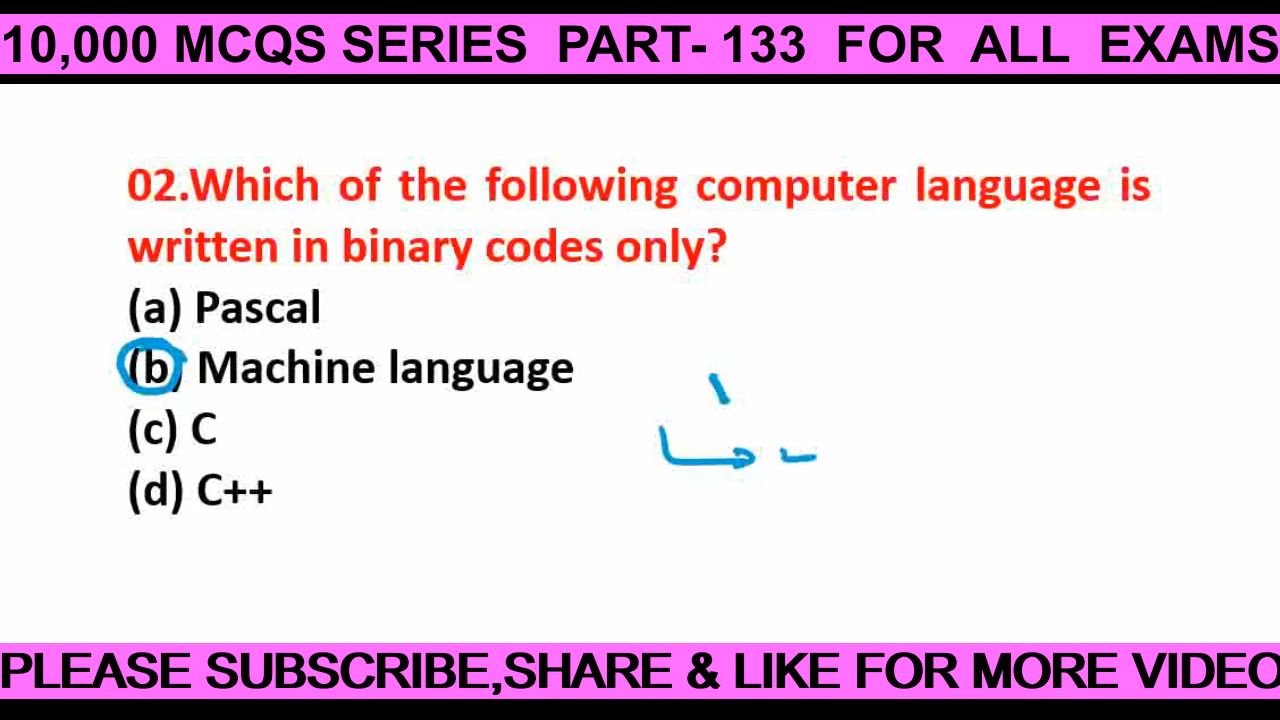 10,000 MCQS SERIES PART- 133 FOR ALL EXAMS
02.Which of the following computer language is
written in binary codes only?
(a) Pascal
(b) Machine language
(c) C
(d) C++
PLEASE SUBSCRIBE,SHARE & LIKE FOR MORE VIDEO